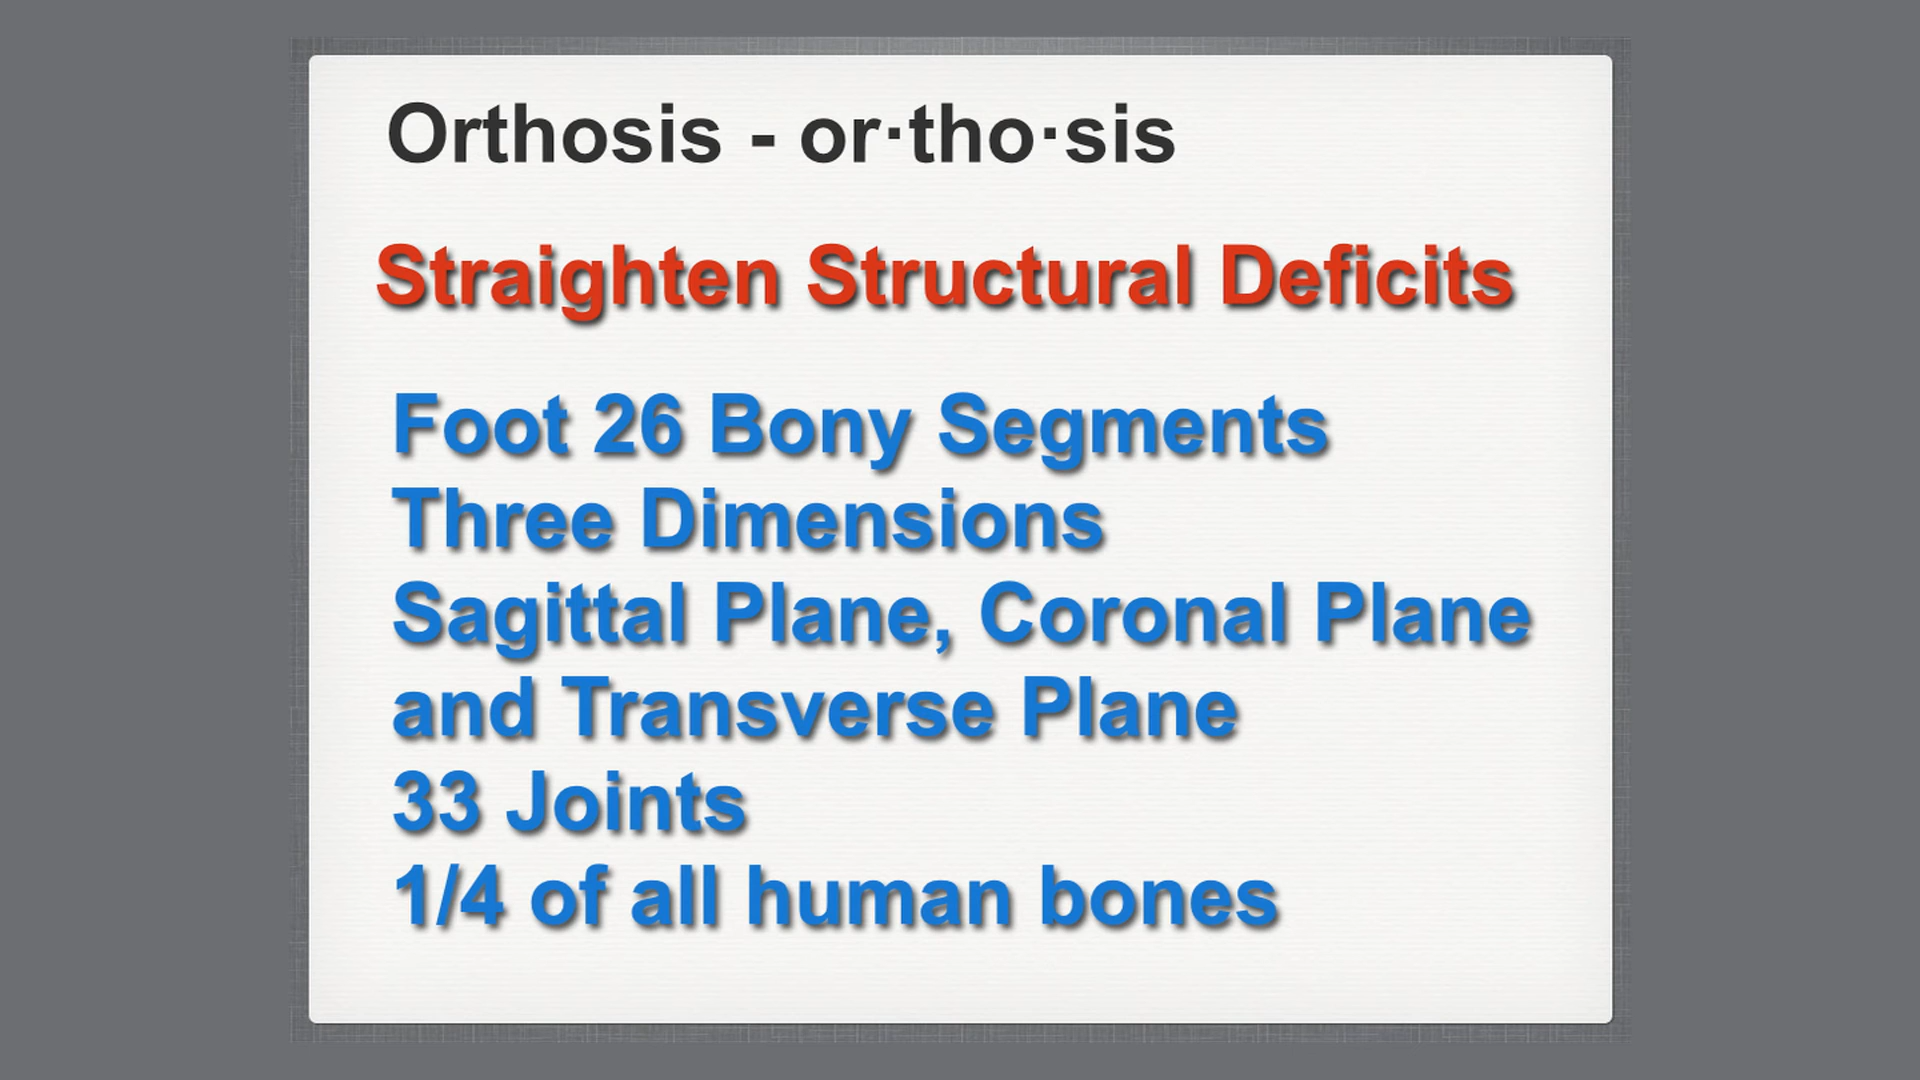 Orthosis - or·tho·sis
Straighten Structural Deficits
Foot 26 Bony Segments
Three Dimensions
Sagittal Plane, Coronal Plane
and Transverse Plane
33 Joints
1/4 of all human bones